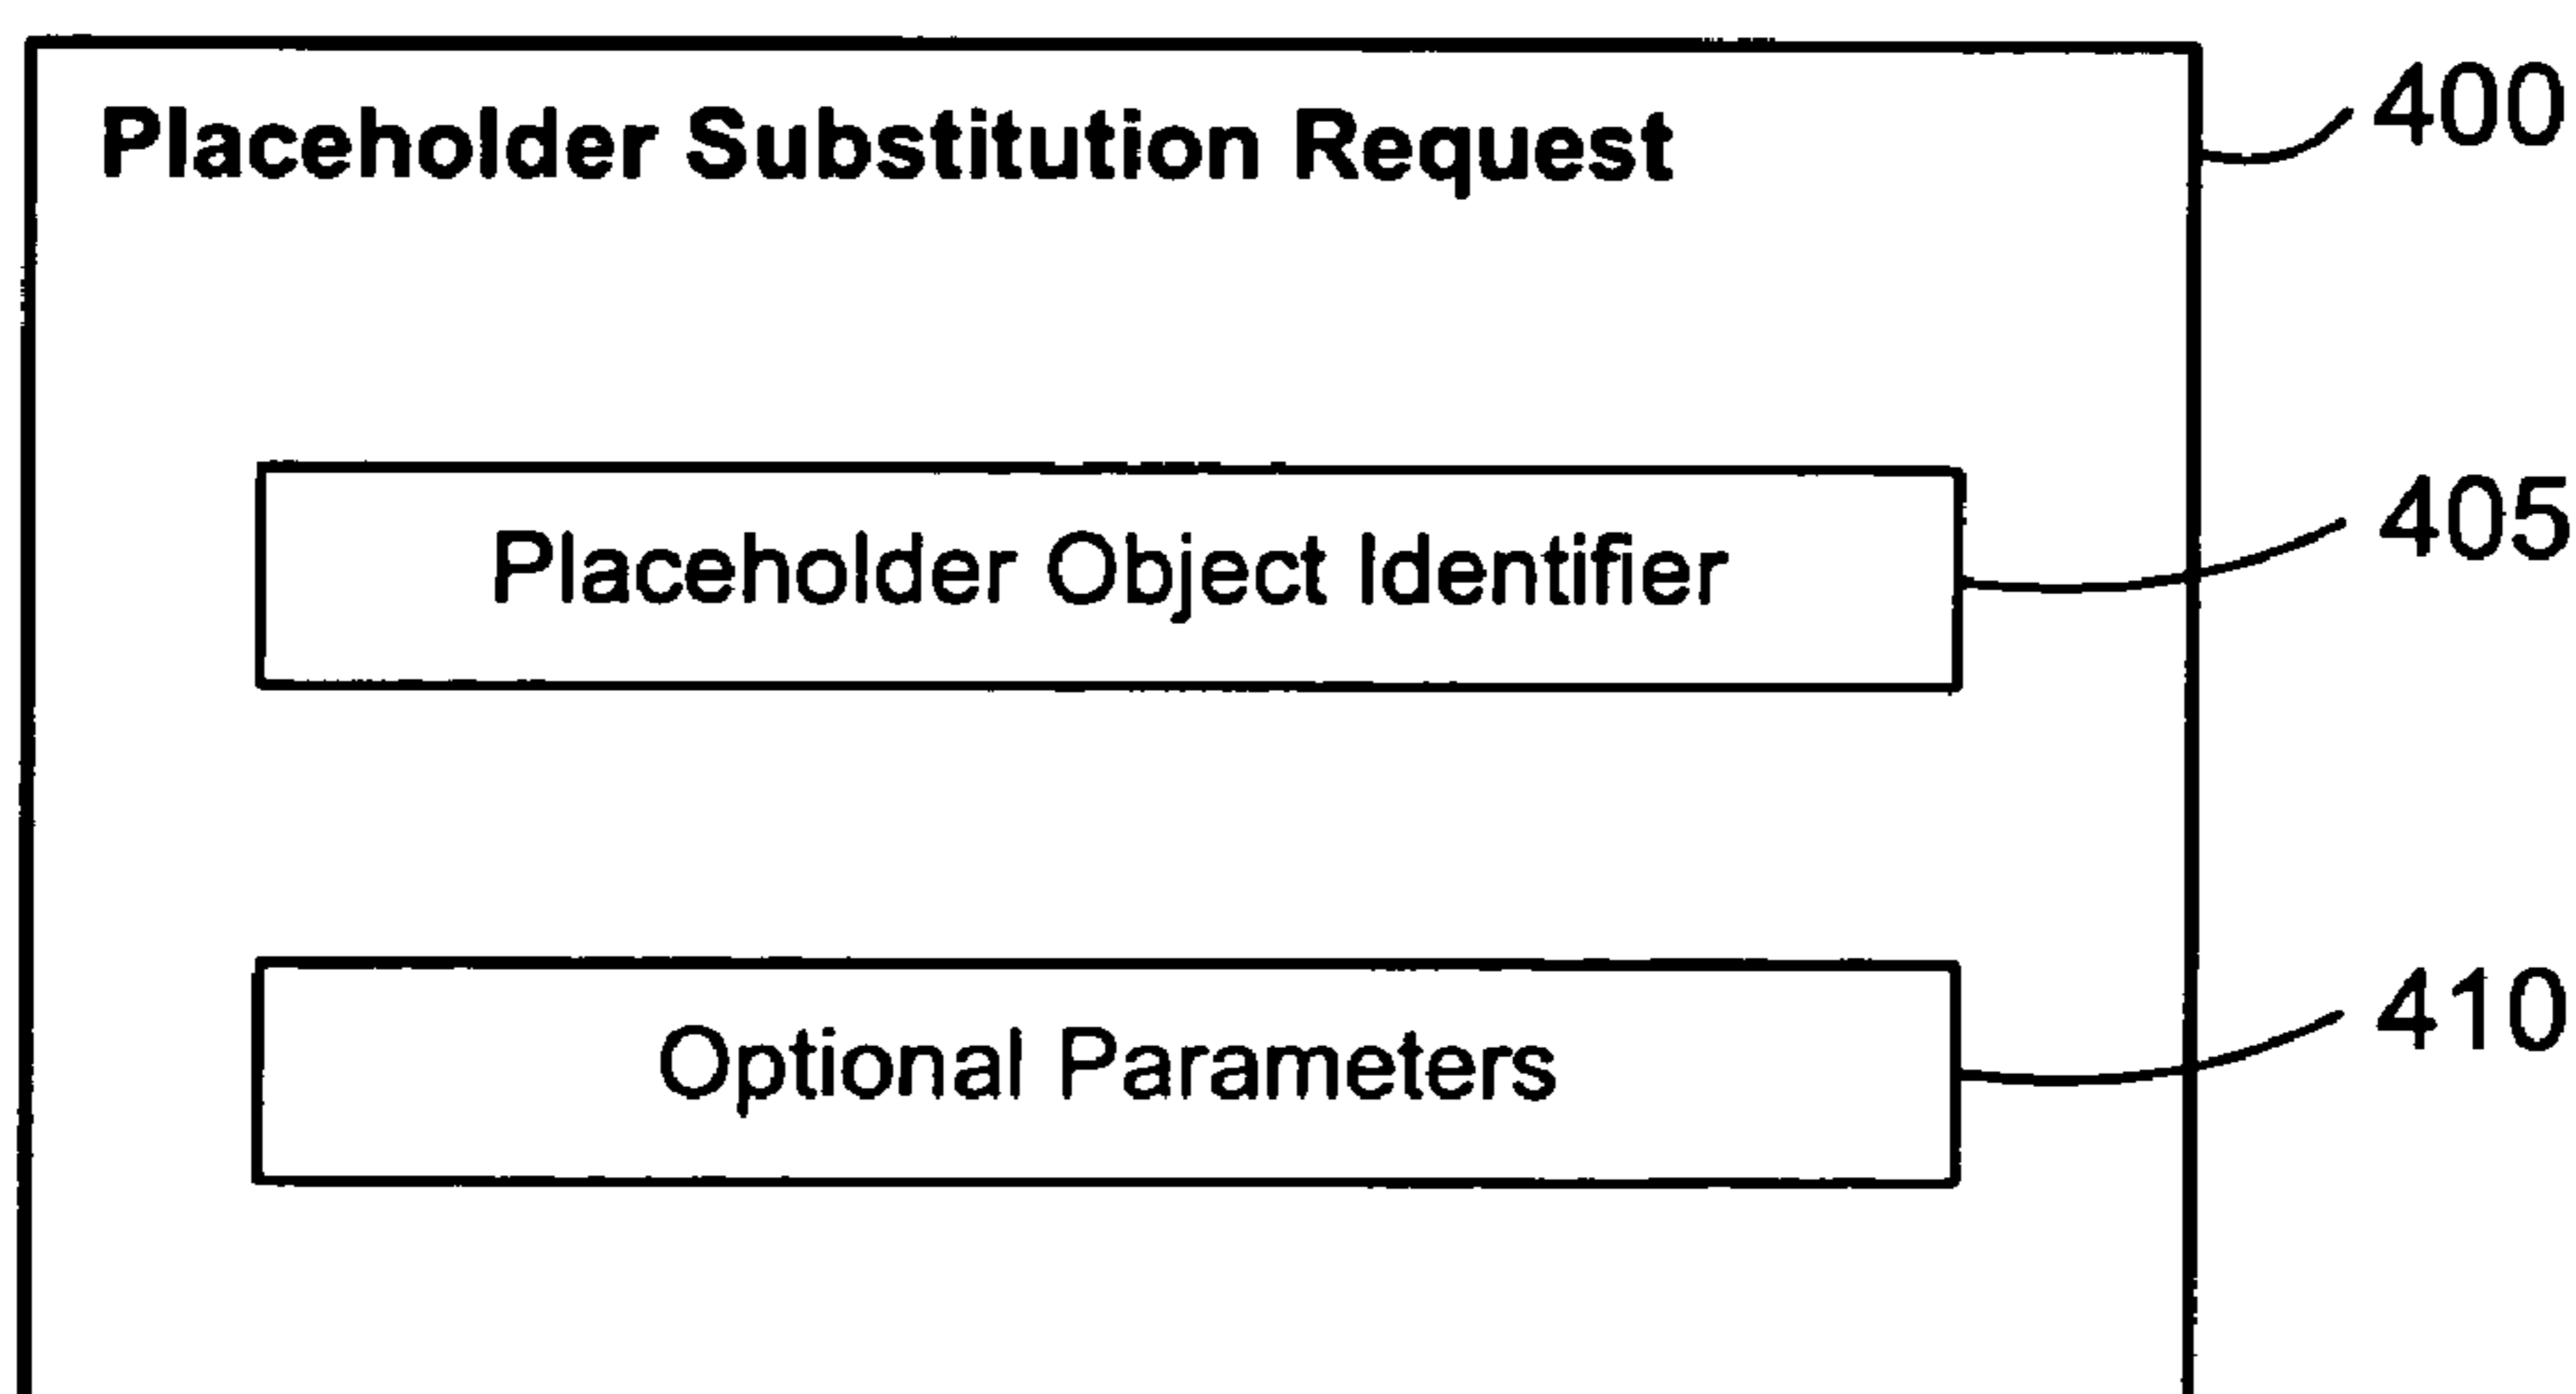 Placeholder Substitution Request
400
Placeholder Object Identifier
405
Optional Parameters
410